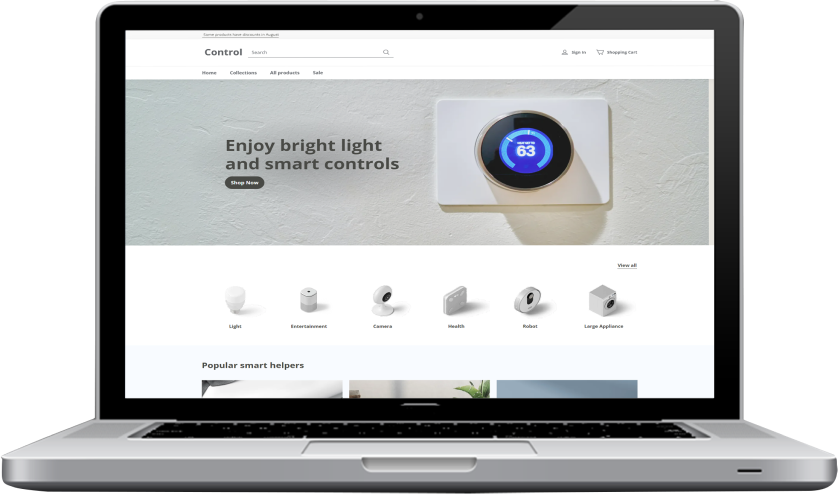 Some products have discounts in August.
Control
Search
Sign in
Shopping Cart
Home Collections All products Sale
Enjoy bright light
and smart controls
Shop Now
63
View all
Light Entertainment Camera Health Robot Large Appliance
Popular smart helpers